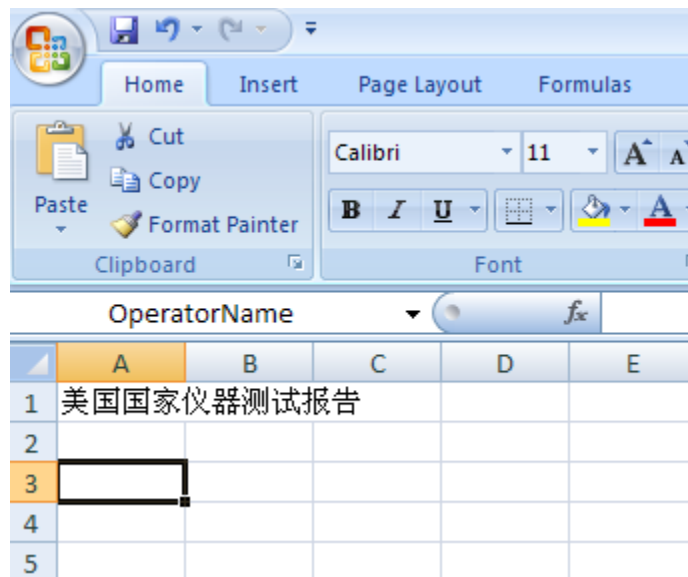 Home Insert Page Layout Formulas
Cut
Copy
Paste
Format Painter
Calibri 11 A A
B I U A
Clipboard Font
OperatorName fx
A B C D E
1 美国国家仪器测试报告
2
3
4
5